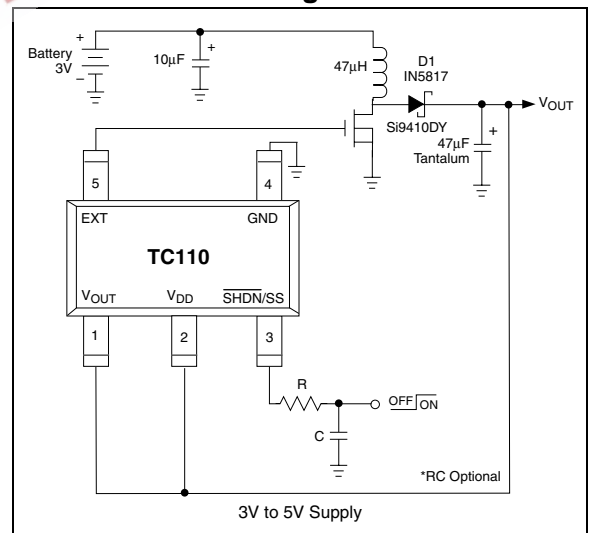 Battery
3V
+
–
10µF
+
47µH
D1
IN5817
Si9410DY
VOUT
47µF
Tantalum
+
5
4
EXT
GND
TC110
VOUT
VDD
SHDN/SS
1
2
3
R
C
OFF ON
*RC Optional
3V to 5V Supply